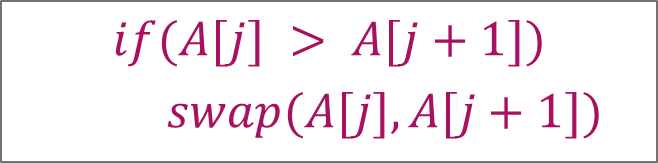 if(A[j] > A[j + 1])
swap(A[j], A[j + 1])